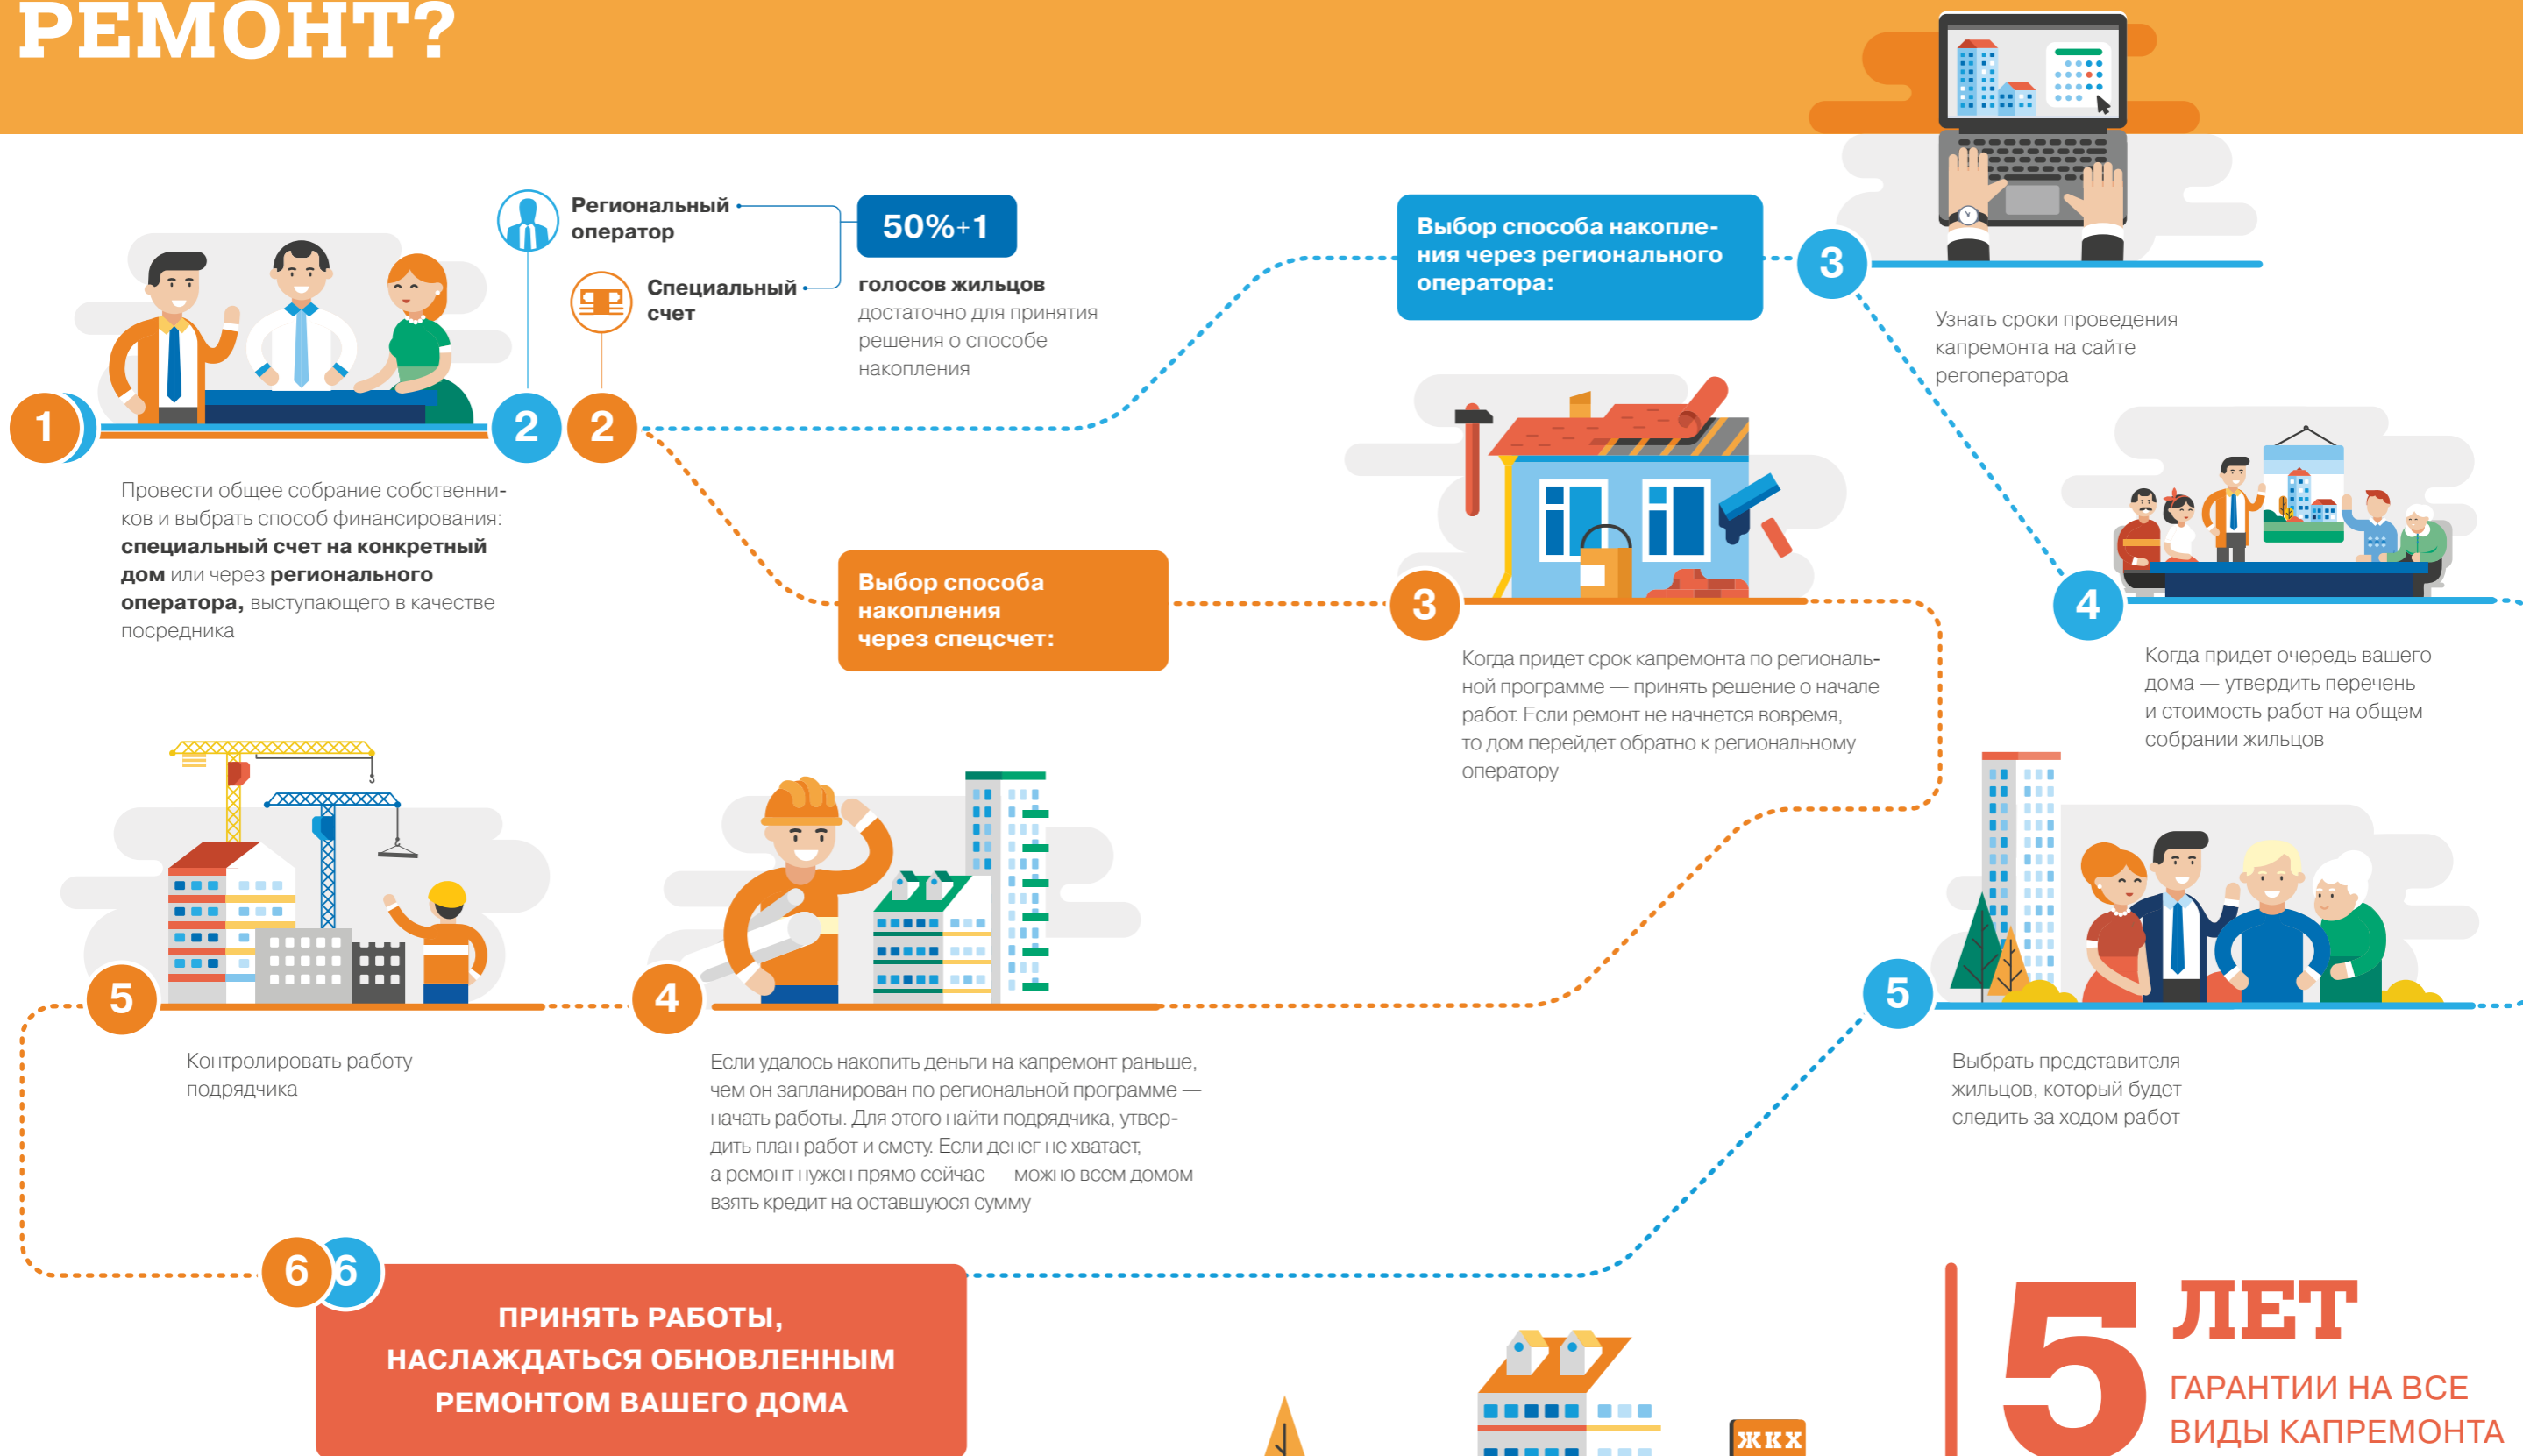 РЕМОНТ?
1
2
2
Региональный
оператор
Специальный
счет
50%+1
голосов жильцов
достаточно для принятия
решения о способе
накопления
Провести общее собрание собственни-
ков и выбрать способ финансирования:
специальный счет на конкретный
дом или через регионального
оператора, выступающего в качестве
посредника
Выбор способа накопле-
ния через регионального
оператора:
3
Узнать сроки проведения
капремонта на сайте
регоператора
4
Когда придет очередь вашего
дома — утвердить перечень
и стоимость работ на общем
собрании жильцов
5
Выбрать представителя
жильцов, который будет
следить за ходом работ
Выбор способа
накопления
через спецсчет:
3
Когда придет срок капремонта по региональ-
ной программе — принять решение о начале
работ. Если ремонт не начнется вовремя,
то дом перейдет обратно к региональному
оператору
4
Если удалось накопить деньги на капремонт раньше,
чем он запланирован по региональной программе —
начать работы. Для этого найти подрядчика, утвер-
дить план работ и смету. Если денег не хватает,
а ремонт нужен прямо сейчас — можно всем домом
взять кредит на оставшуюся сумму
5
Контролировать работу
подрядчика
6
6
ПРИНЯТЬ РАБОТЫ,
НАСЛАЖДАТЬСЯ ОБНОВЛЕННЫМ
РЕМОНТОМ ВАШЕГО ДОМА
ЖКХ
5 ЛЕТ
ГАРАНТИИ НА ВСЕ
ВИДЫ КАПРЕМОНТА